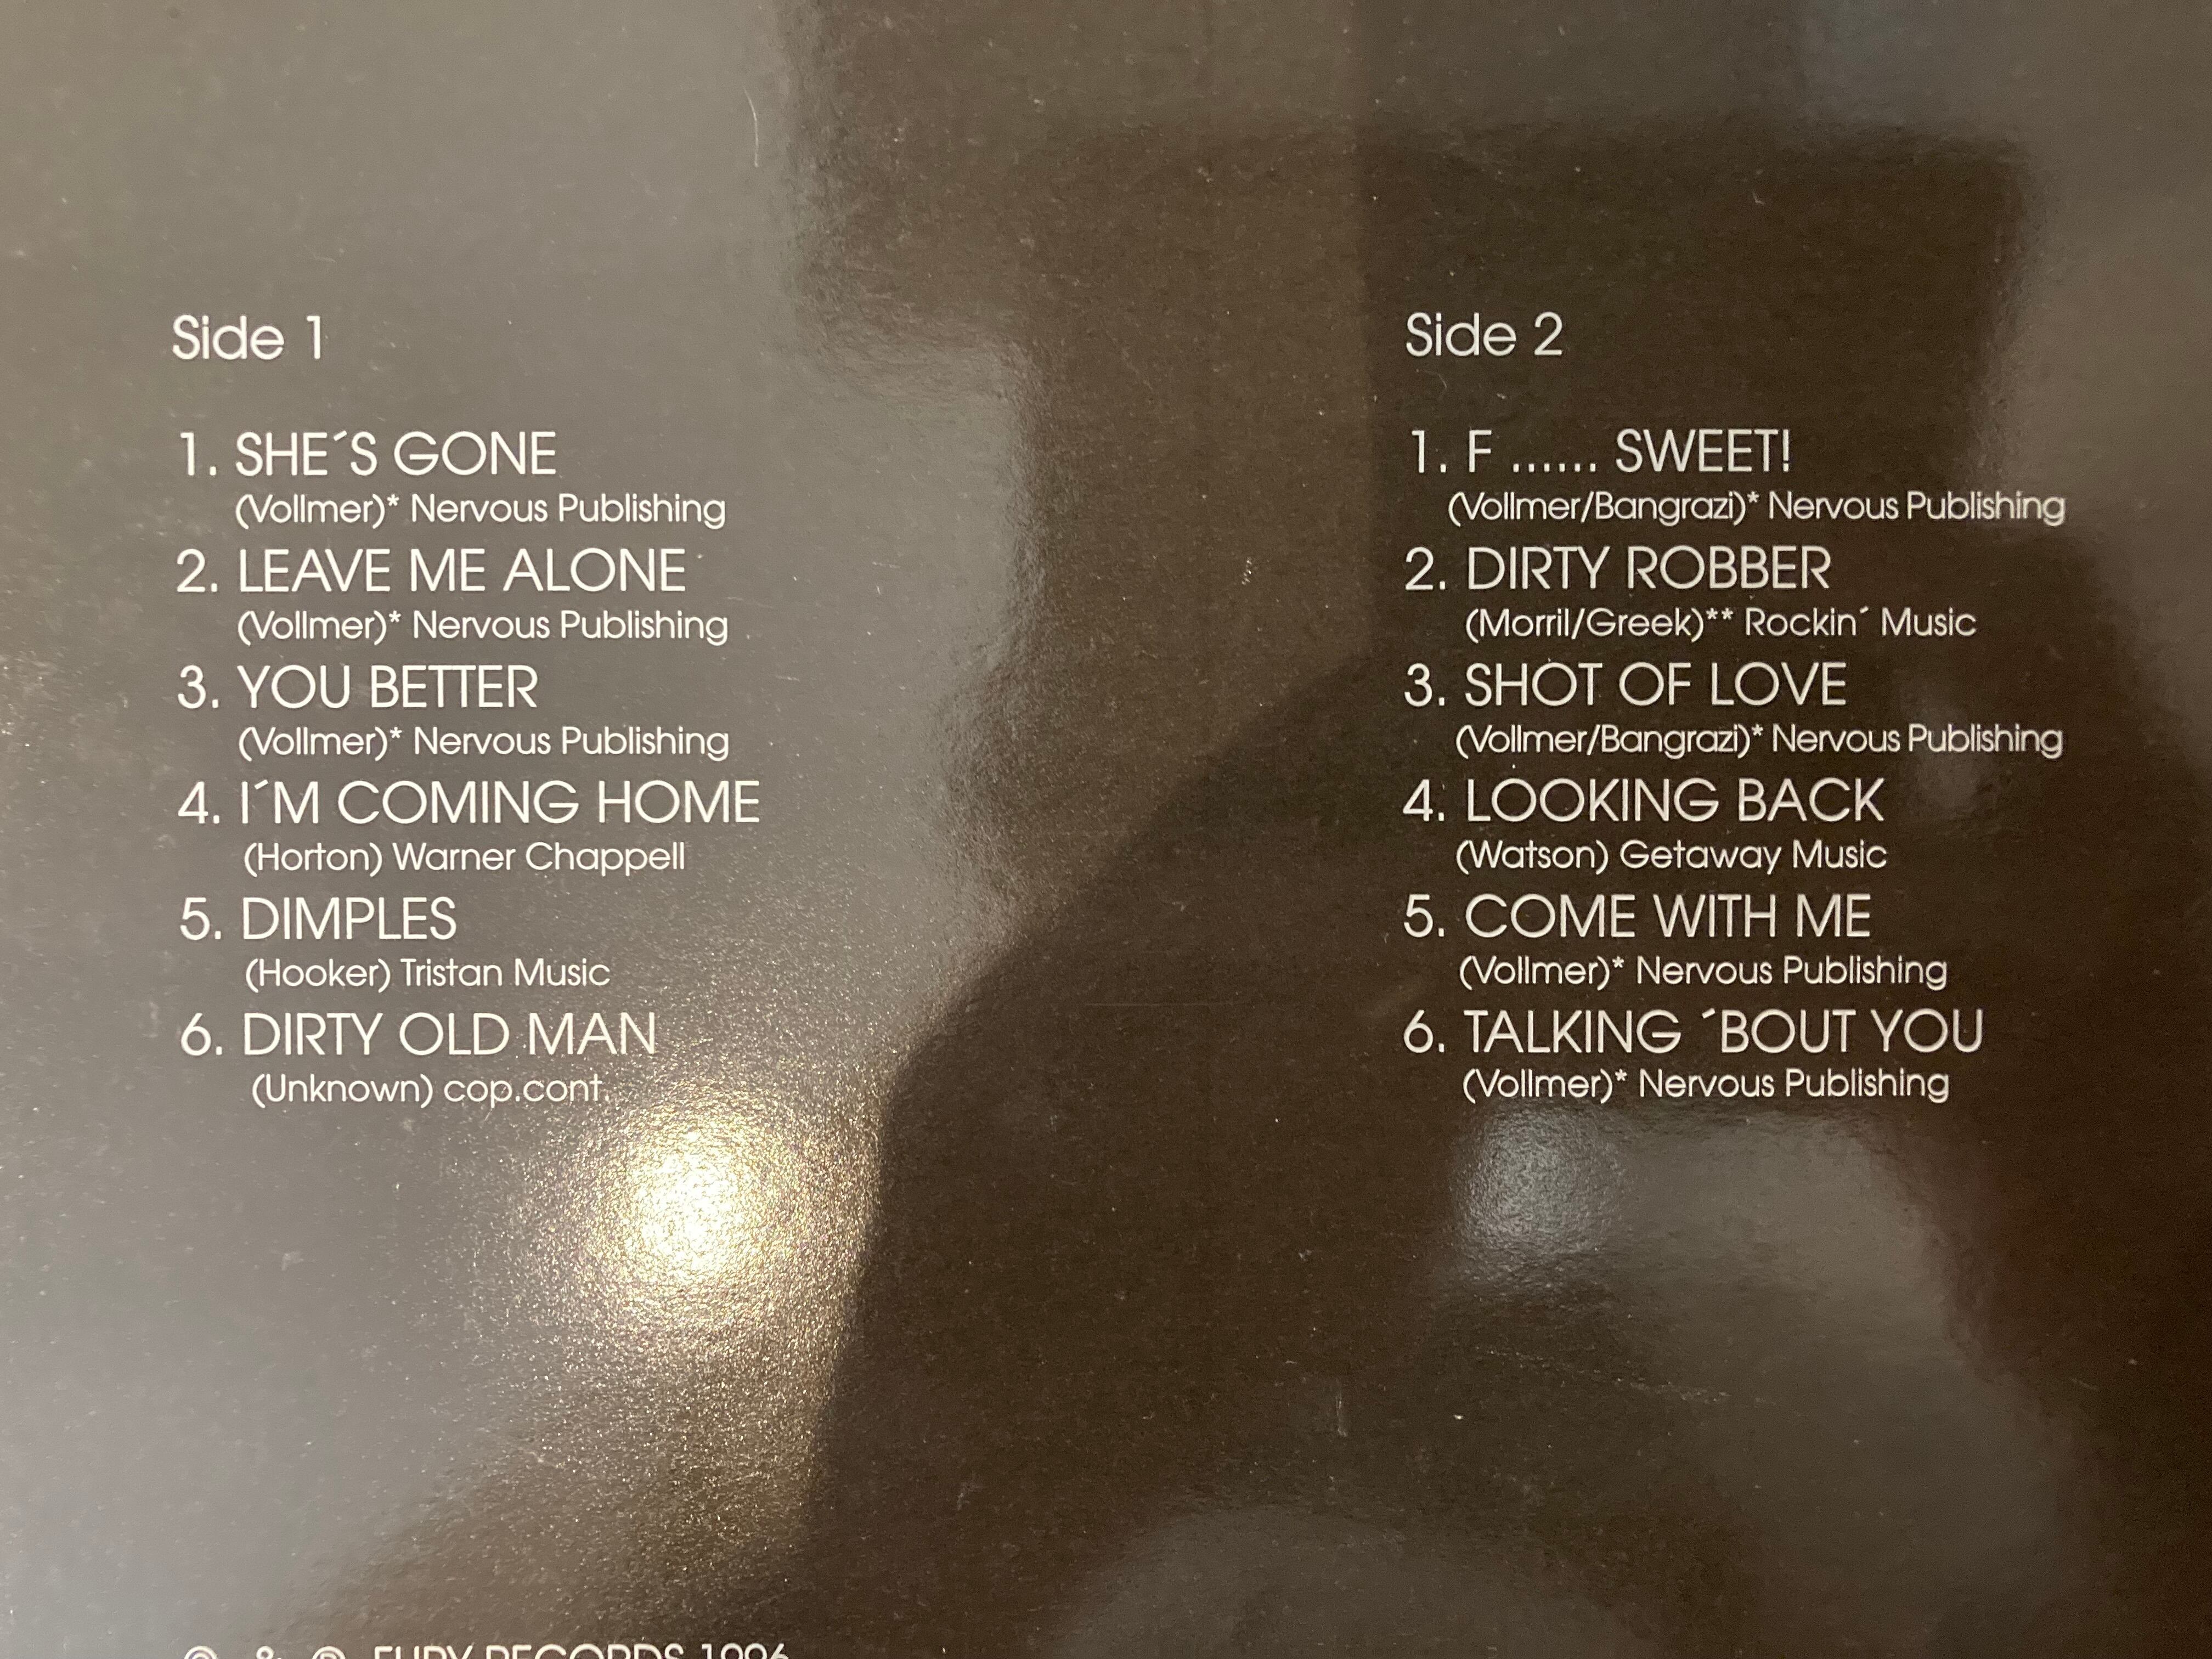 Side 1
1. SHE´S GONE
(Vollmer)* Nervous Publishing
2. LEAVE ME ALONE
(Vollmer)* Nervous Publishing
3. YOU BETTER
(Vollmer)* Nervous Publishing
4. I´M COMING HOME
(Horton) Warner Chappell
5. DIMPLES
(Hooker) Tristan Music
6. DIRTY OLD MAN
(Unknown) cop.cont.
Side 2
1. F ...... SWEET!
(Vollmer/Bangrazi)* Nervous Publishing
2. DIRTY ROBBER
(Morril/Greek)** Rockin´ Music
3. SHOT OF LOVE
(Vollmer/Bangrazi)* Nervous Publishing
4. LOOKING BACK
(Watson) Getaway Music
5. COME WITH ME
(Vollmer)* Nervous Publishing
6. TALKING ´BOUT YOU
(Vollmer)* Nervous Publishing
© & ℗ FURY RECORDS 1996